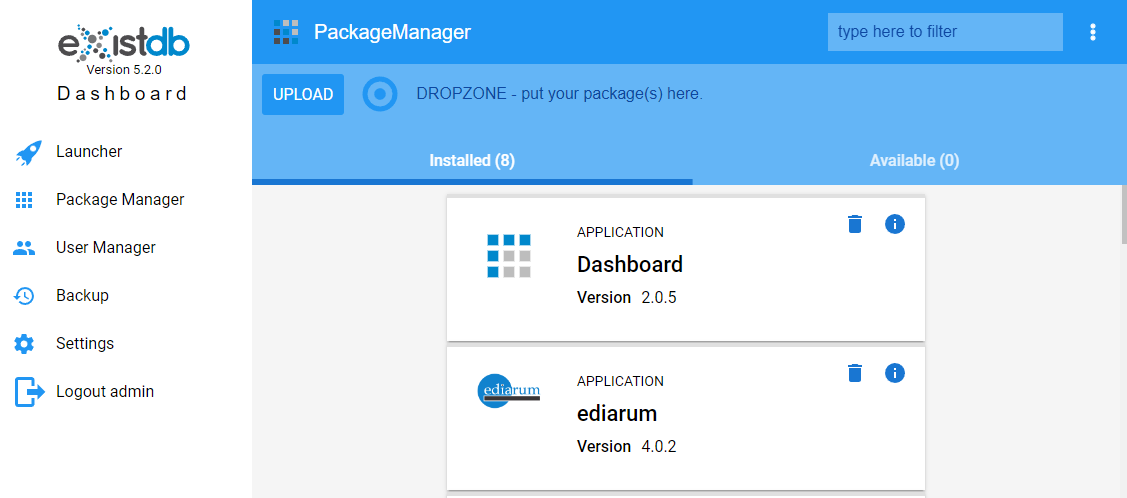 existdb
Version 5.2.0
Dashboard
Launcher
Package Manager
User Manager
Backup
Settings
Logout admin
PackageManager
type here to filter
UPLOAD
DROPZONE - put your package(s) here.
Installed (8)
Available (0)
APPLICATION
Dashboard
Version 2.0.5
ediarum
APPLICATION
ediarum
Version 4.0.2